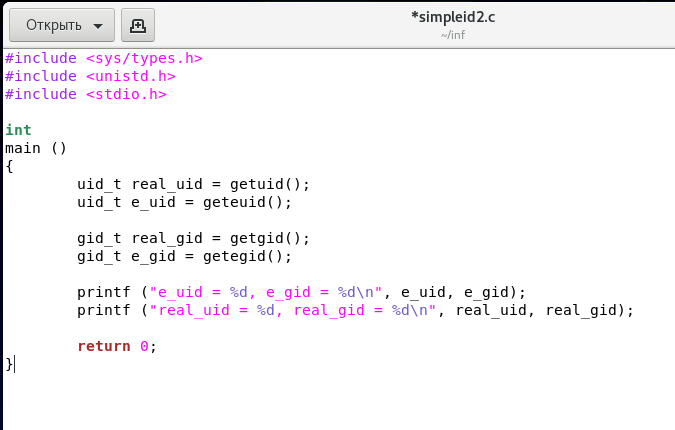 Открыть
*simpleid2.c
~/inf
#include <sys/types.h>
#include <unistd.h>
#include <stdio.h>

int
main ()
{
        uid_t real_uid = getuid();
        uid_t e_uid = geteuid();

        gid_t real_gid = getgid();
        gid_t e_gid = getegid();

        printf ("e_uid = %d, e_gid = %d\n", e_uid, e_gid);
        printf ("real_uid = %d, real_gid = %d\n", real_uid, real_gid);

        return 0;
}